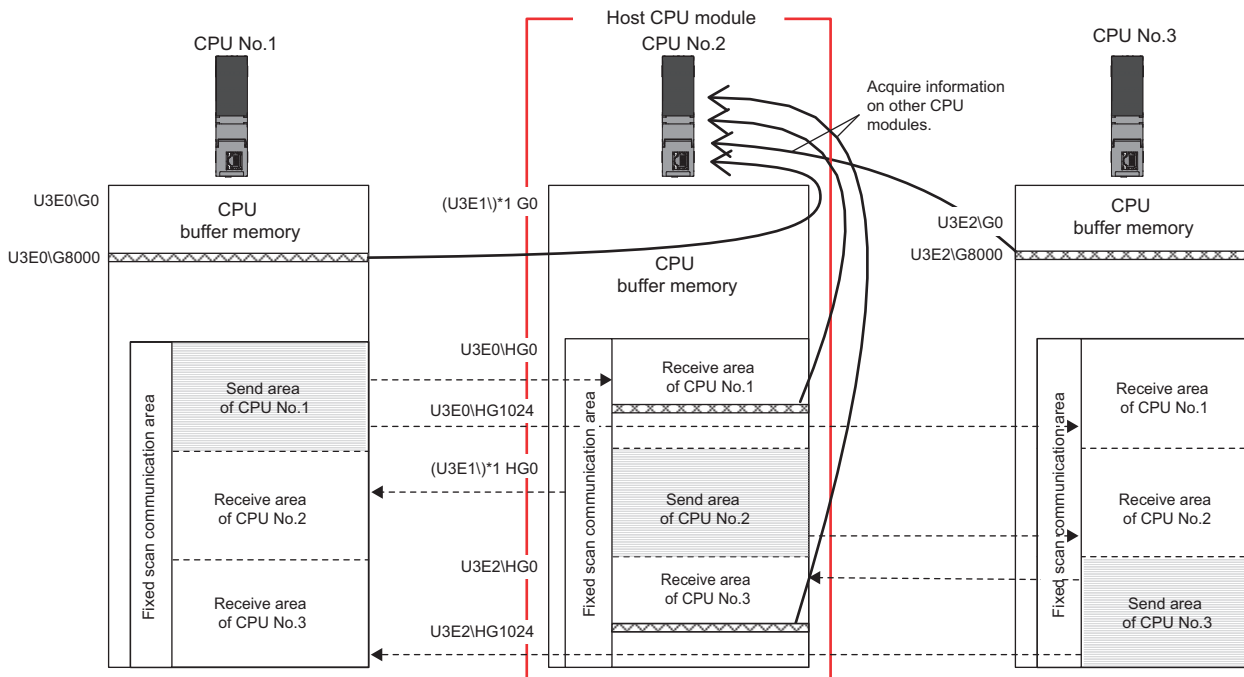 Host CPU module
CPU No.1
CPU No.2
CPU No.3
Acquire information
on other CPU
modules.
U3E0\G0
CPU
buffer memory
U3E0\G8000
(U3E1\)*1 G0
CPU
buffer memory
U3E2\G0
U3E2\G8000
CPU
buffer memory
Fixed scan communication area
Send area
of CPU No.1
Receive area
of CPU No.2
Receive area
of CPU No.3
U3E0\HG0
U3E0\HG1024
(U3E1\)*1 HG0
U3E2\HG0
U3E2\HG1024
Fixed scan communication area
Receive area
of CPU No.1
Send area
of CPU No.2
Receive area
of CPU No.3
Fixed scan communication area
Receive area
of CPU No.1
Receive area
of CPU No.2
Send area
of CPU No.3